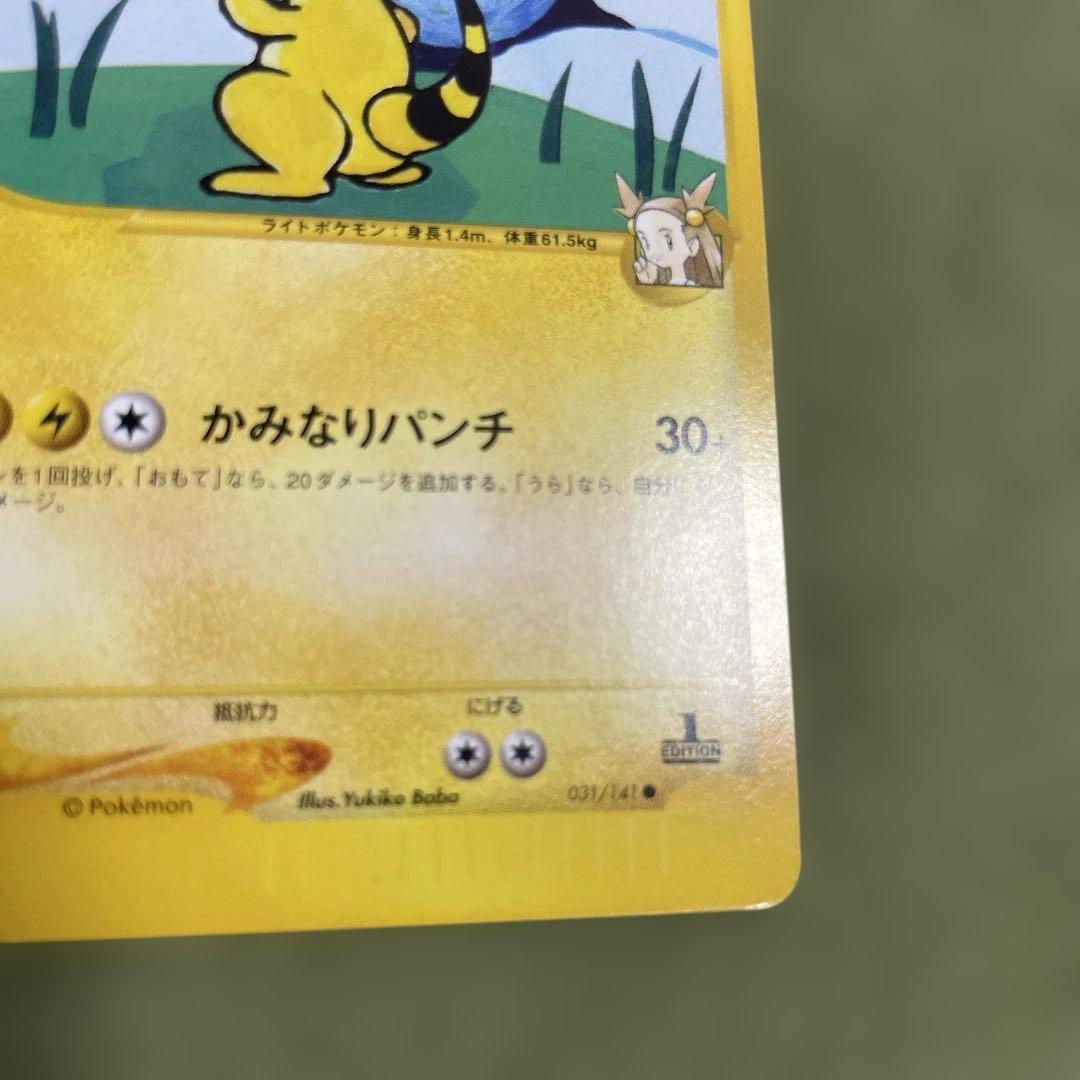 ライトポケモン：身長1.4m、体重61.5kg
かみなりパンチ 30+
を1回投げ、「おもて」なら、20ダメージを追加する。「うら」なら、自分に
メージ。
抵抗力 にげる
1
EDITION
© Pokémon Illus. Yukiko Baba 031/141 ●